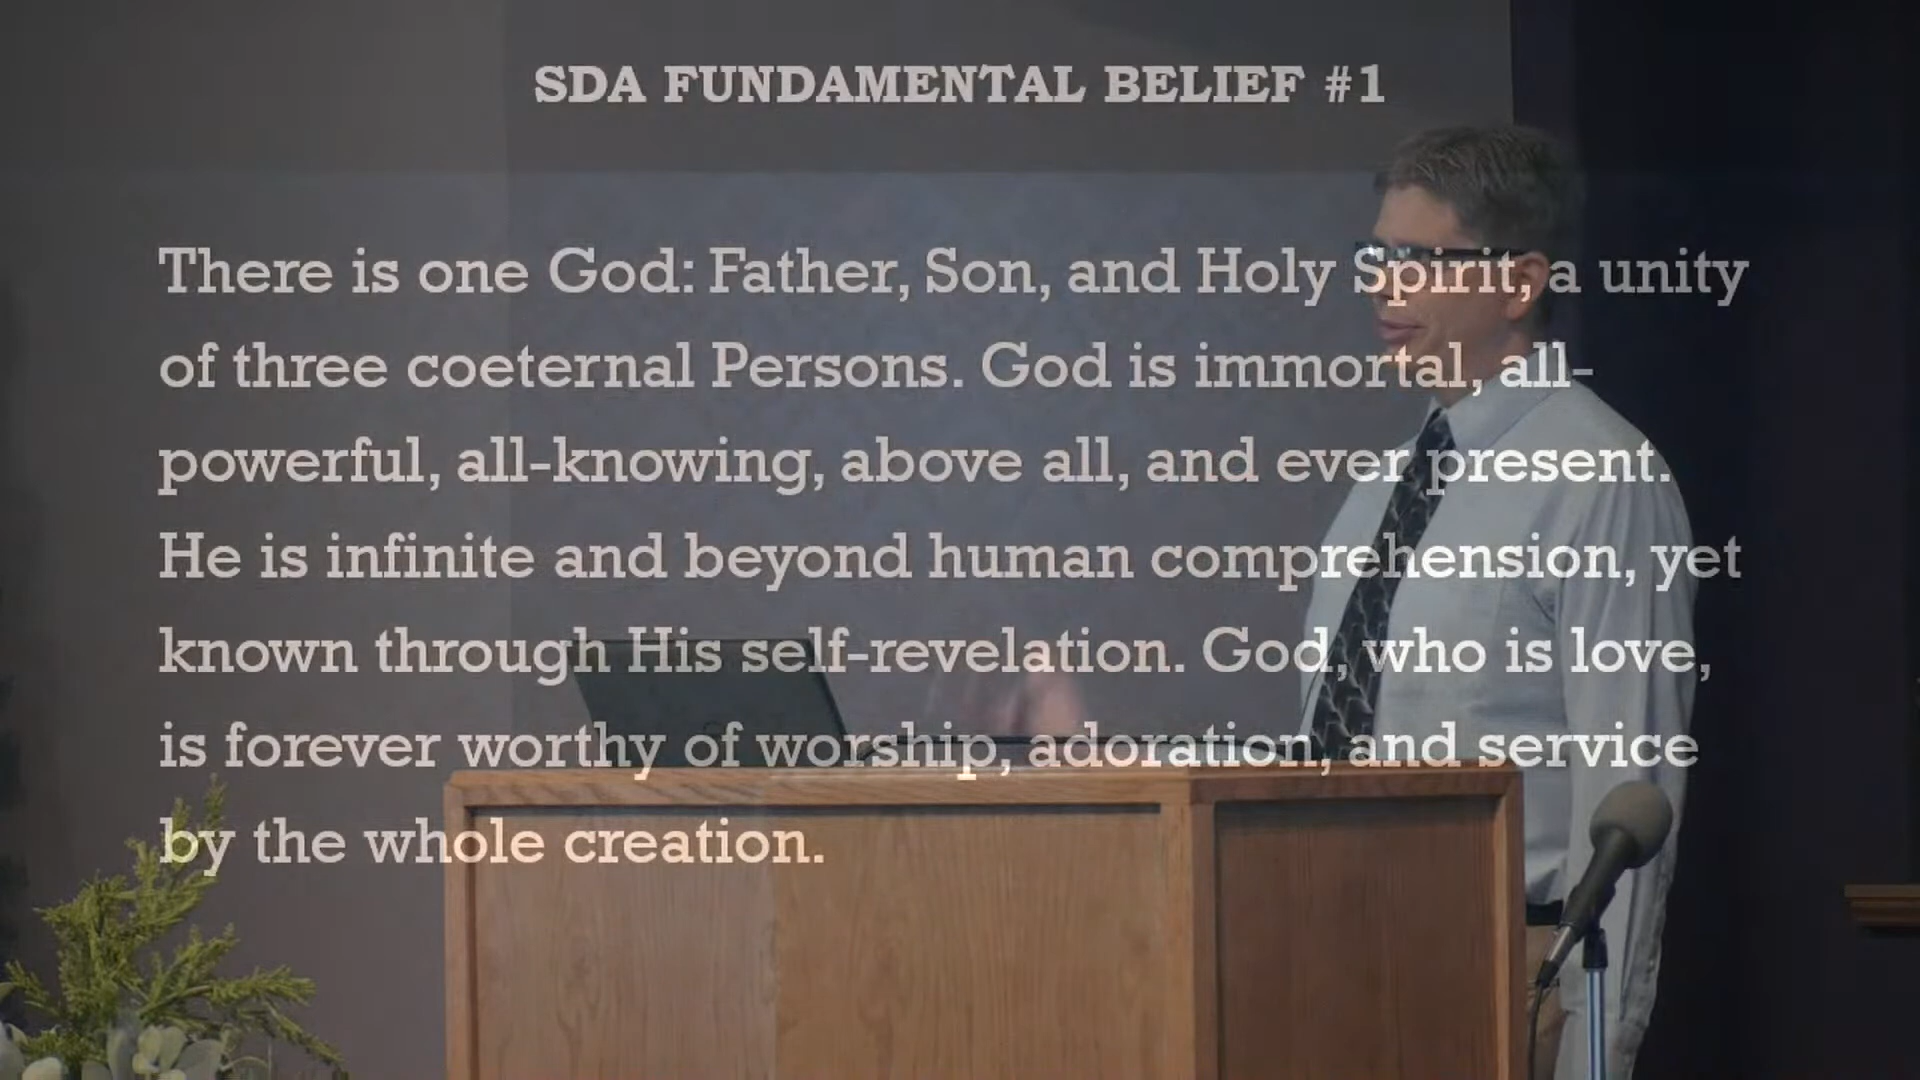 SDA FUNDAMENTAL BELIEF #1
There is one God: Father, Son, and Holy Spirit, a unity
of three coeternal Persons. God is immortal, all-
powerful, all-knowing, above all, and ever present.
He is infinite and beyond human comprehension, yet
known through His self-revelation. God, who is love,
is forever worthy of worship, adoration, and service
by the whole creation.